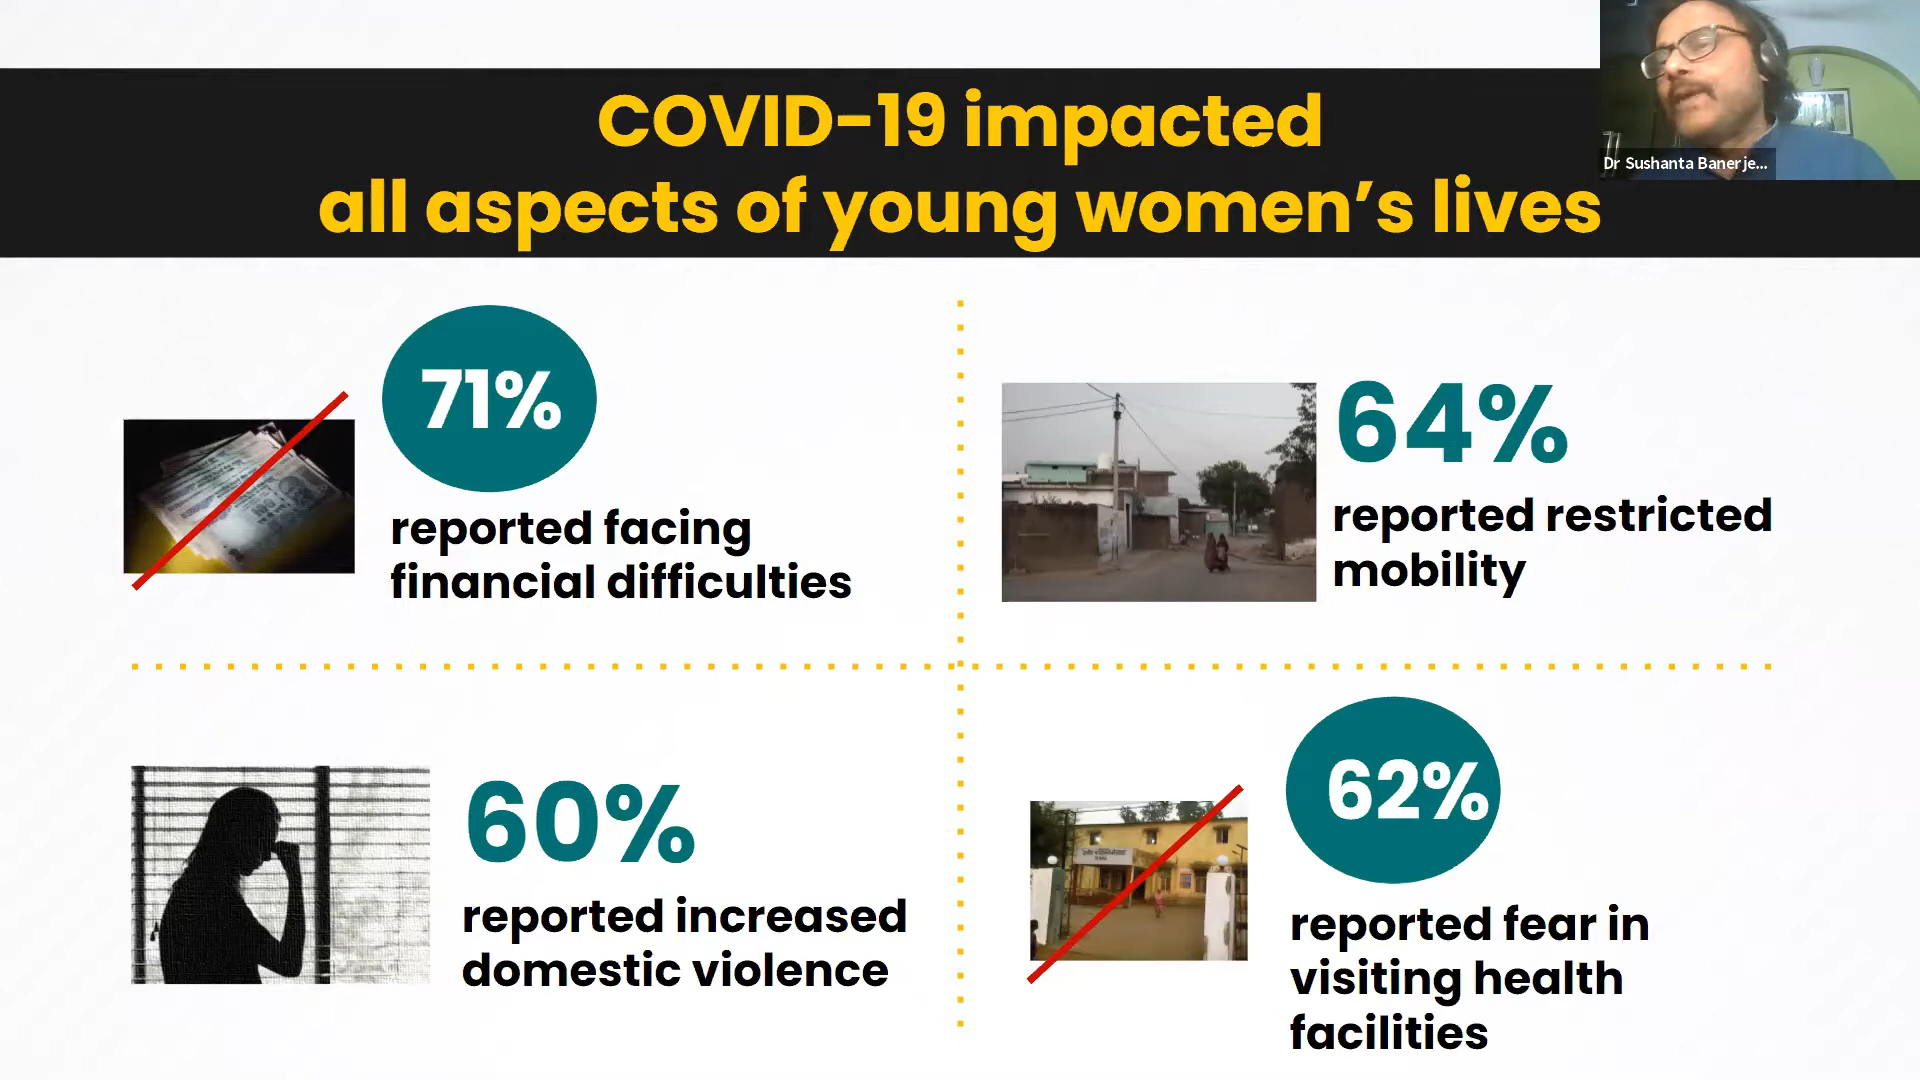 COVID-19 impacted
all aspects of young women's lives
Dr Sushanta Banerje...
71%
reported facing
financial difficulties
64%
reported restricted
mobility
60%
reported increased
domestic violence
62%
reported fear in
visiting health
facilities